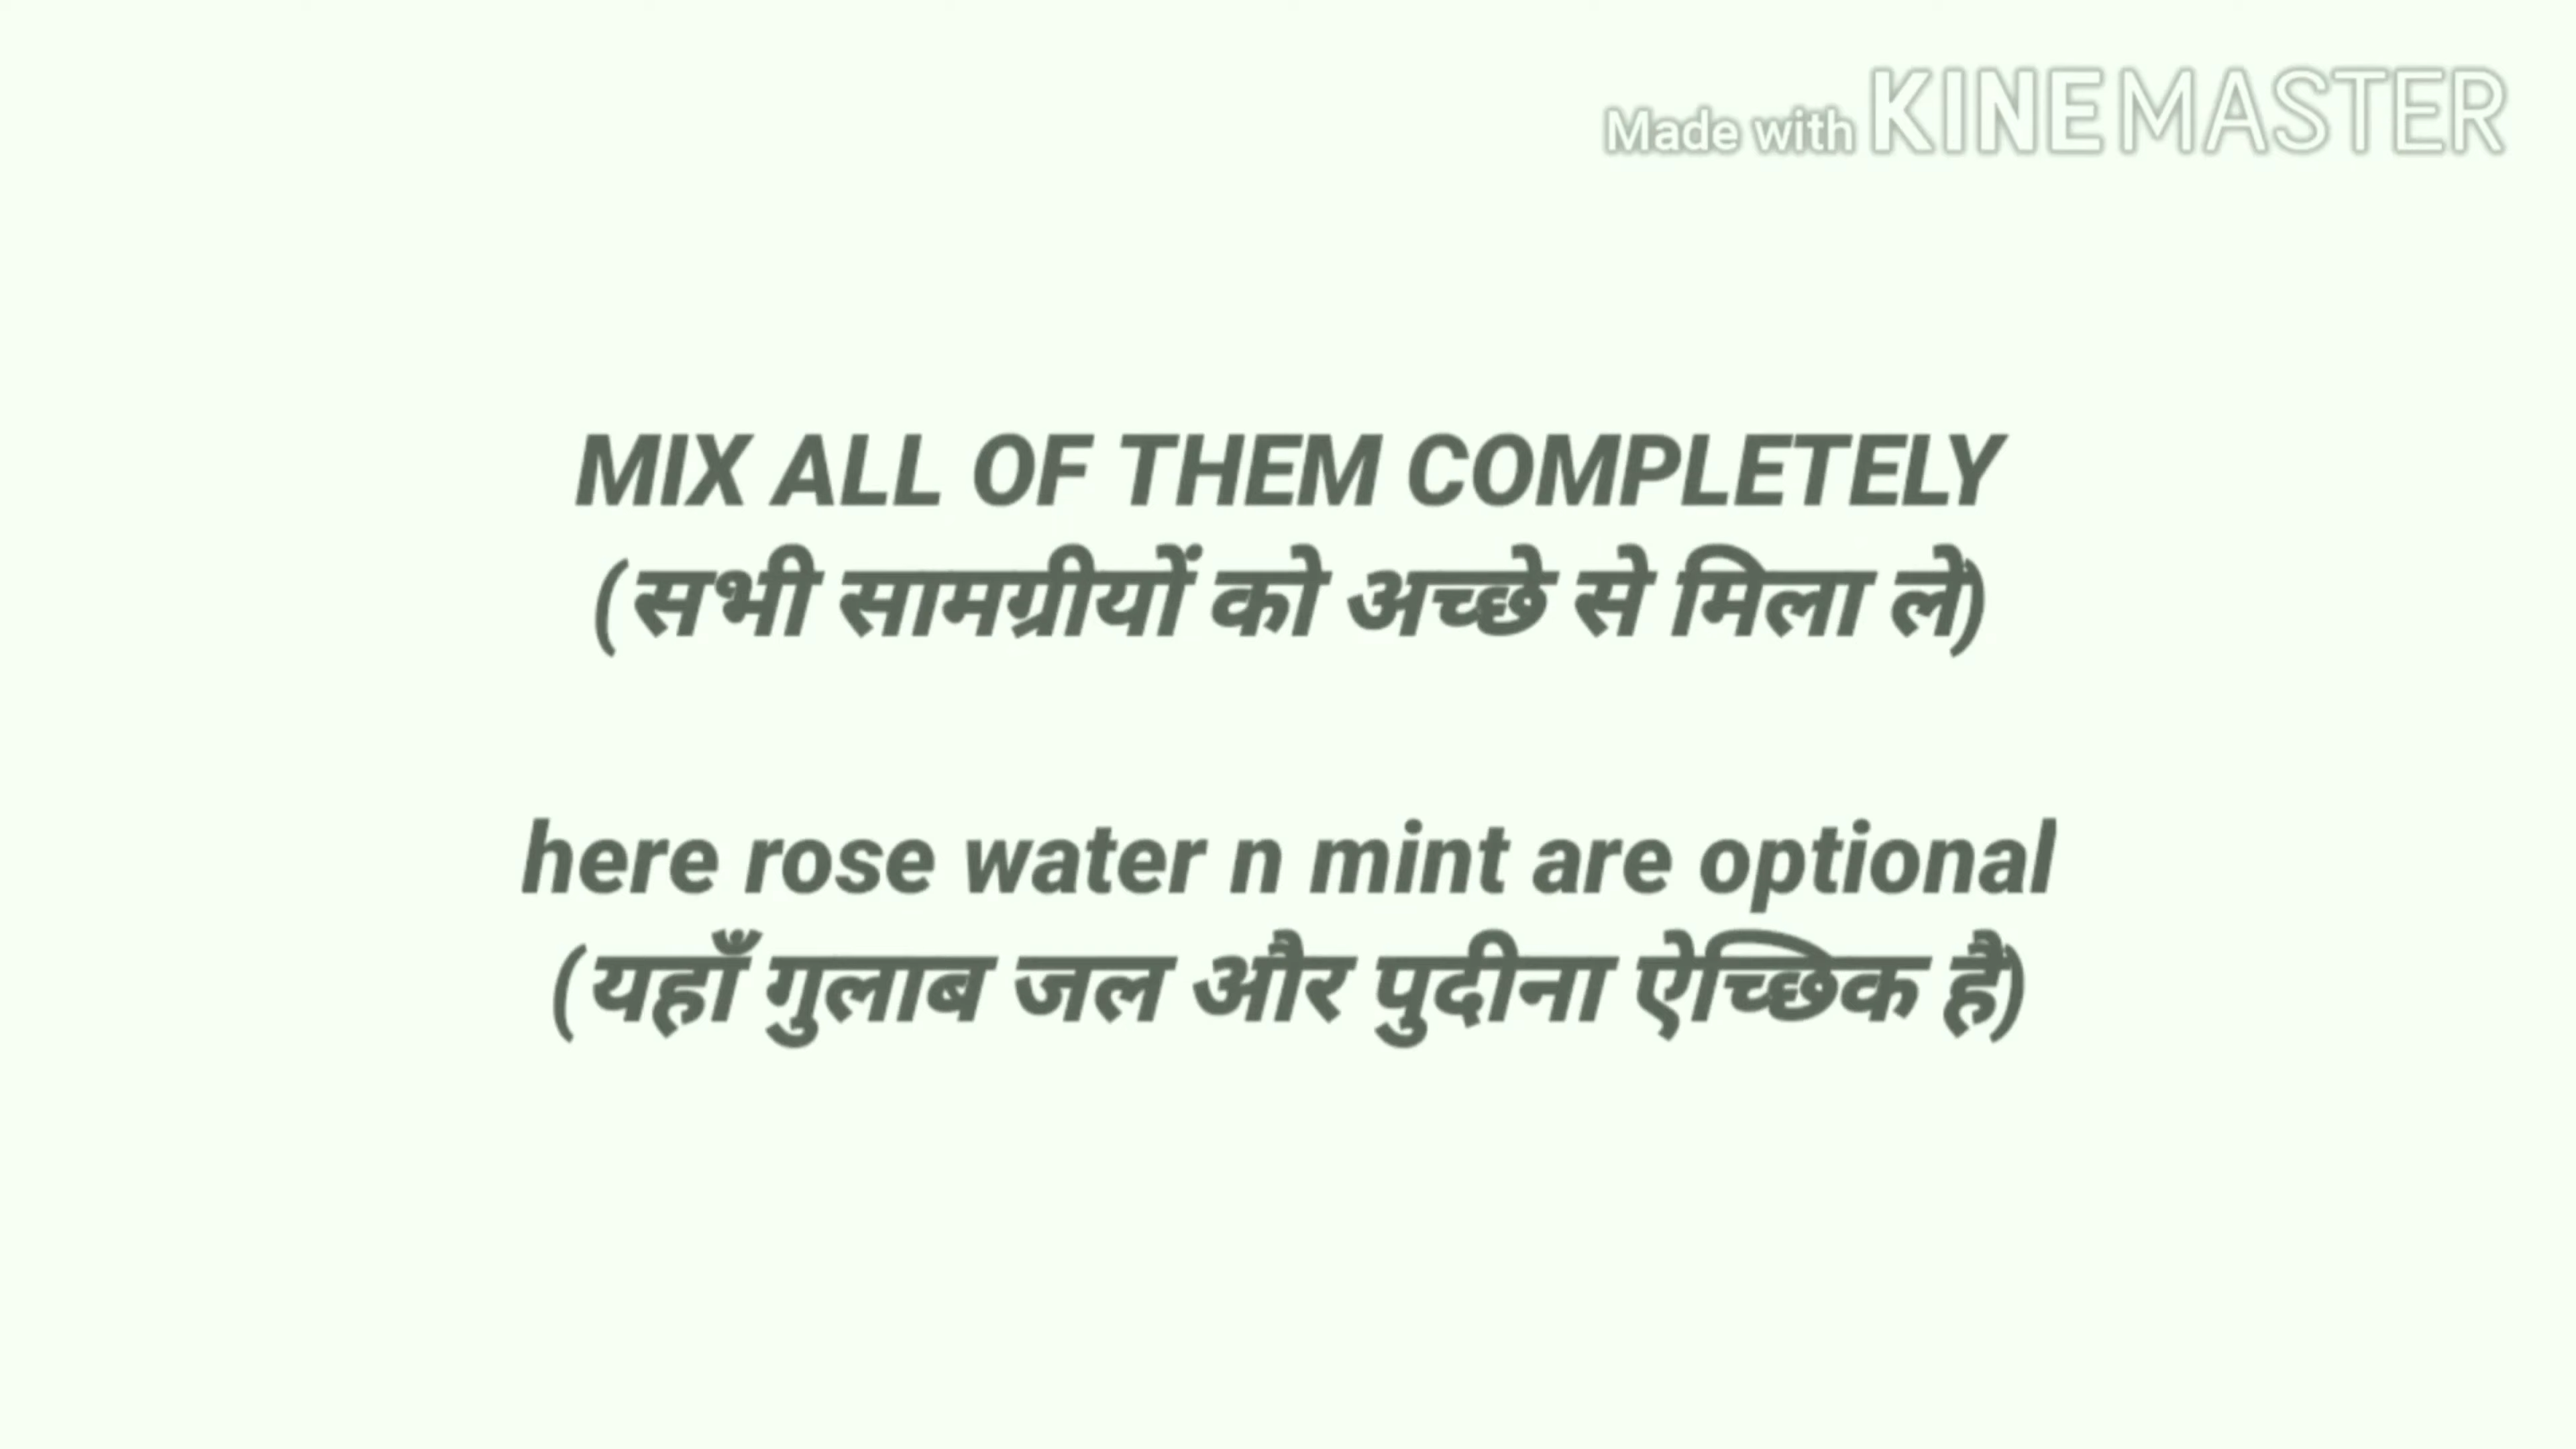 Made with KINEMASTER
MIX ALL OF THEM COMPLETELY
(सभी सामग्रीयों को अच्छे से मिला ले)
here rose water n mint are optional
(यहाँ गुलाब जल और पुदीना ऐच्छिक है)